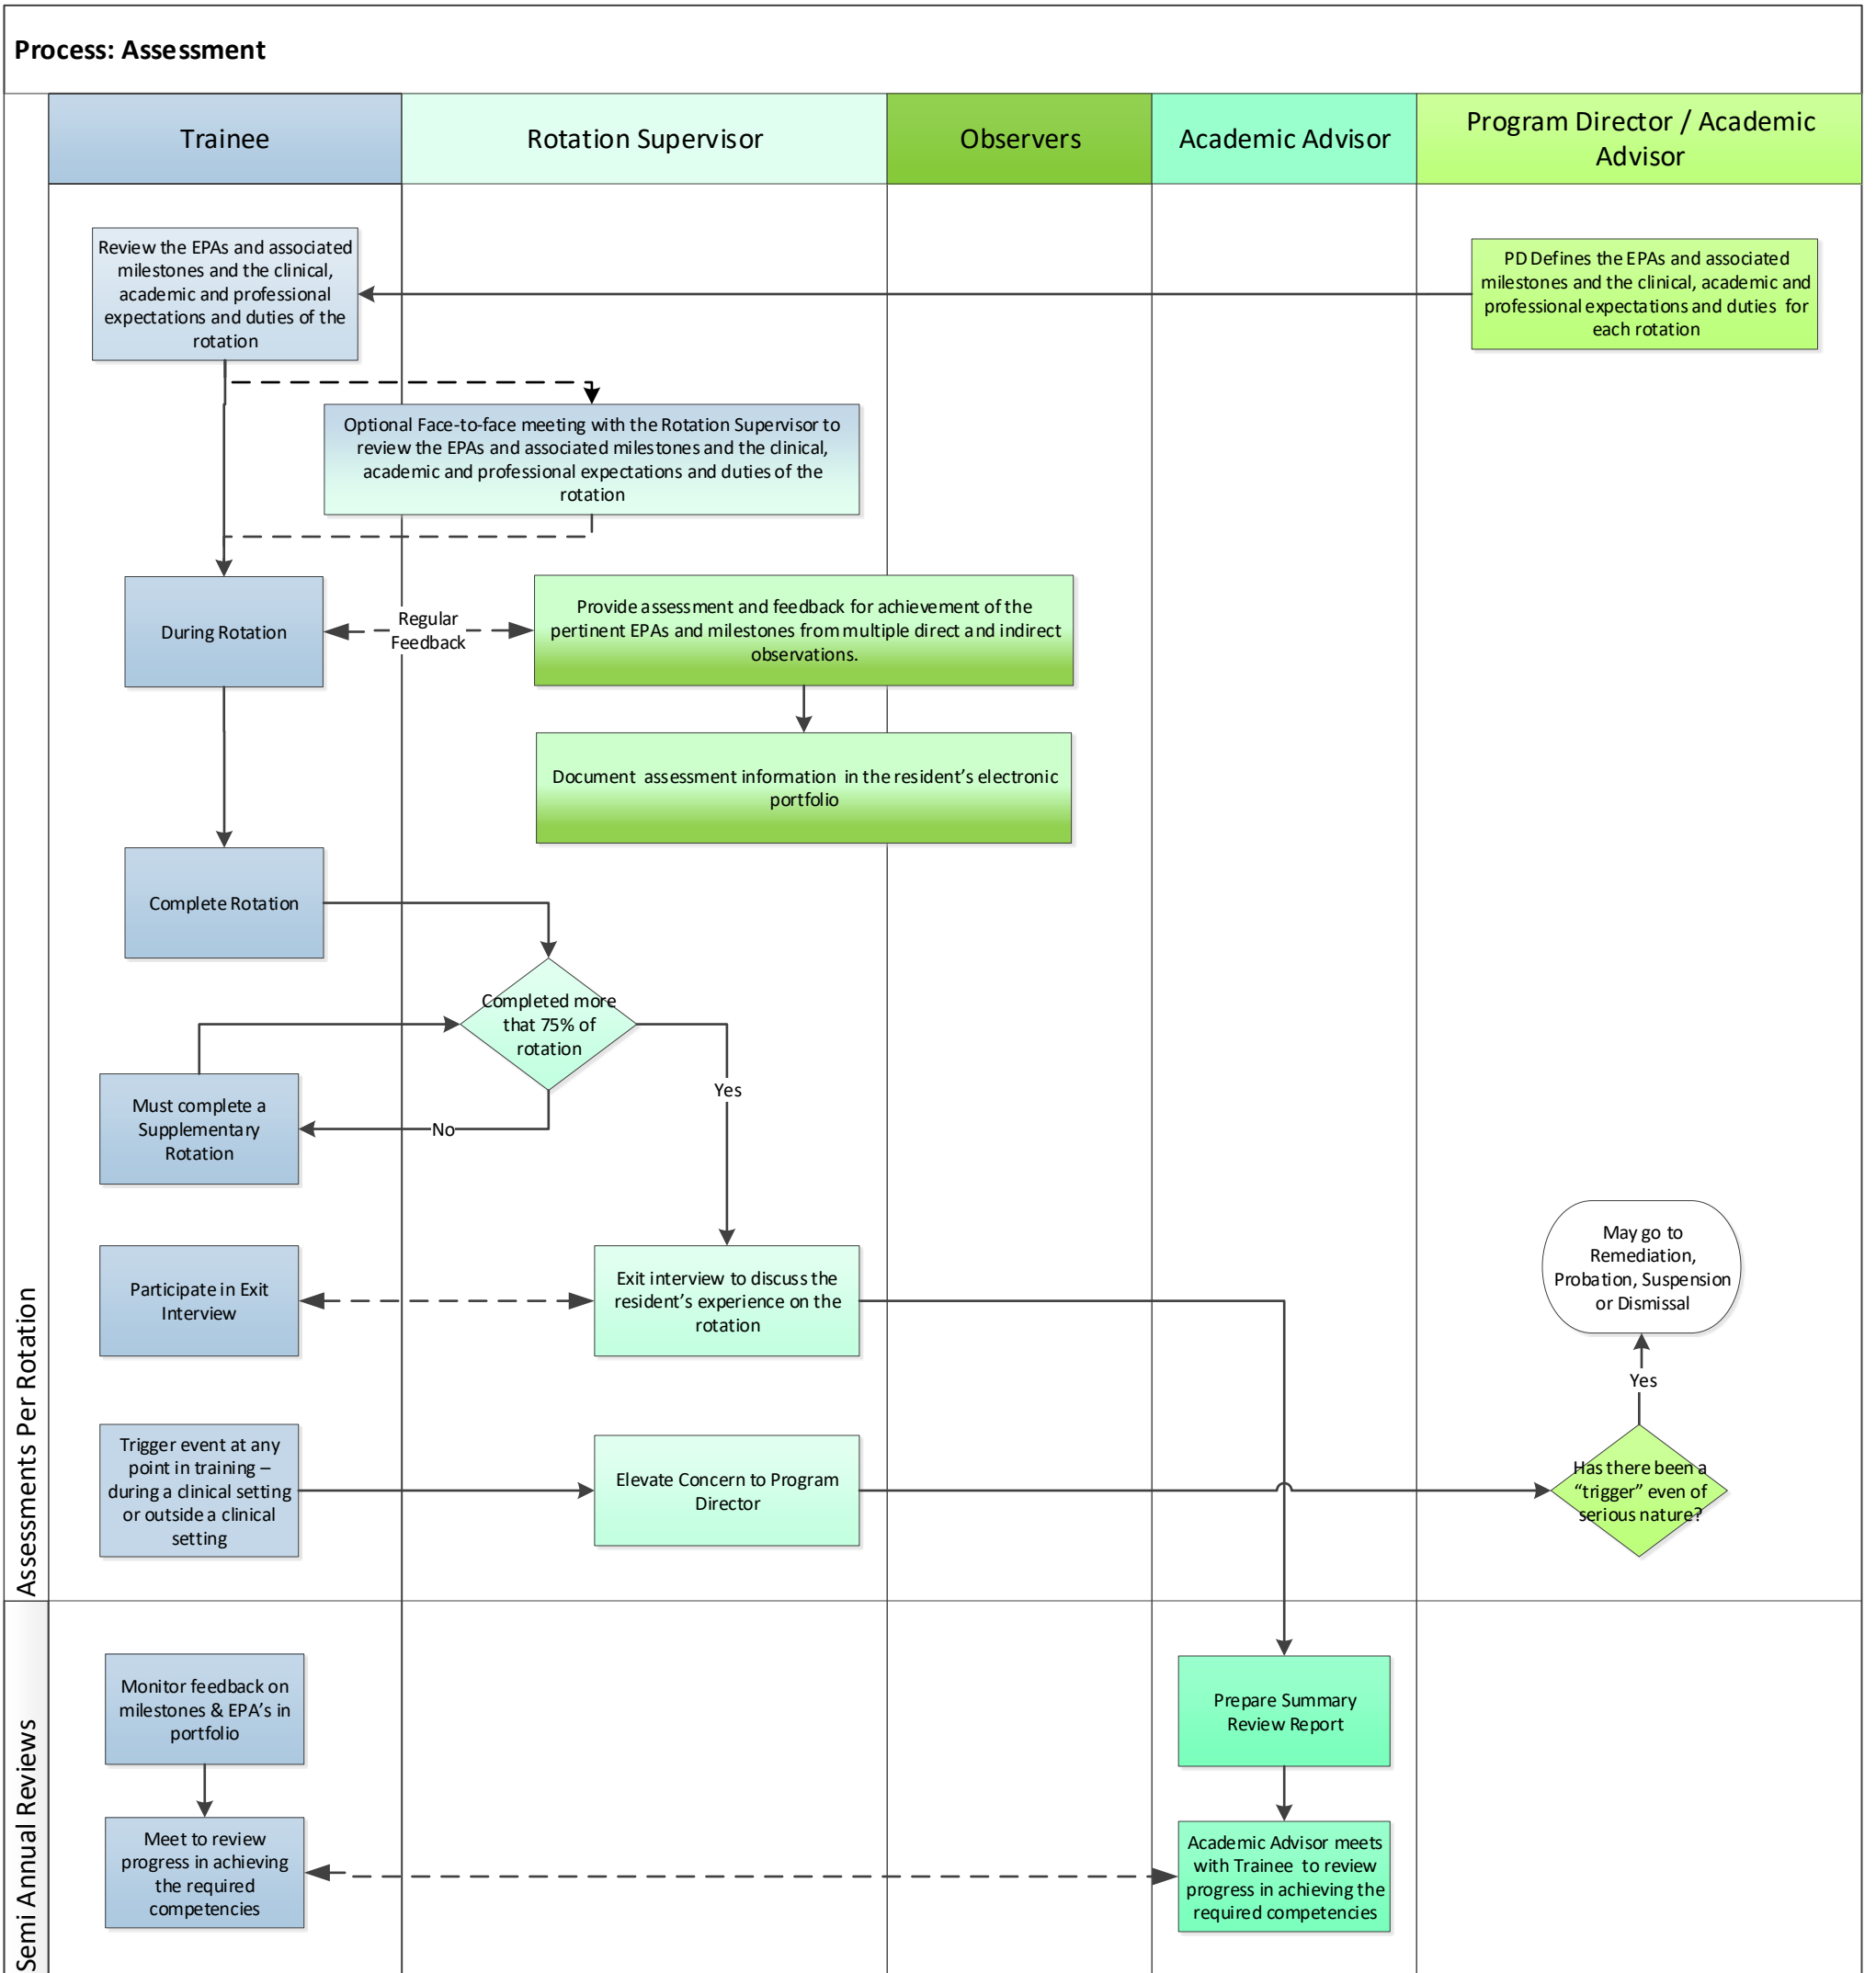 Process: Assessment
Trainee
Rotation Supervisor
Observers
Academic Advisor
Program Director / Academic
Advisor
Assessments Per Rotation
Review the EPAs and associated
milestones and the clinical,
academic and professional
expectations and duties of the
rotation
PD Defines the EPAs and associated
milestones and the clinical, academic and
professional expectations and duties for
each rotation
Optional Face-to-face meeting with the Rotation Supervisor to
review the EPAs and associated milestones and the clinical,
academic and professional expectations and duties of the
rotation
During Rotation
Regular
Feedback
Provide assessment and feedback for achievement of the
pertinent EPAs and milestones from multiple direct and indirect
observations.
Document assessment information in the resident's electronic
portfolio
Complete Rotation
Completed more
that 75% of
rotation
Yes
No
Must complete a
Supplementary
Rotation
Participate in Exit
Interview
Exit interview to discuss the
resident's experience on the
rotation
May go to
Remediation,
Probation, Suspension
or Dismissal
Yes
Trigger event at any
point in training –
during a clinical setting
or outside a clinical
setting
Elevate Concern to Program
Director
Has there been a
“trigger” even of
serious nature?
Semi Annual Reviews
Monitor feedback on
milestones & EPA’s in
portfolio
Prepare Summary
Review Report
Meet to review
progress in achieving
the required
competencies
Academic Advisor meets
with Trainee to review
progress in achieving the
required competencies